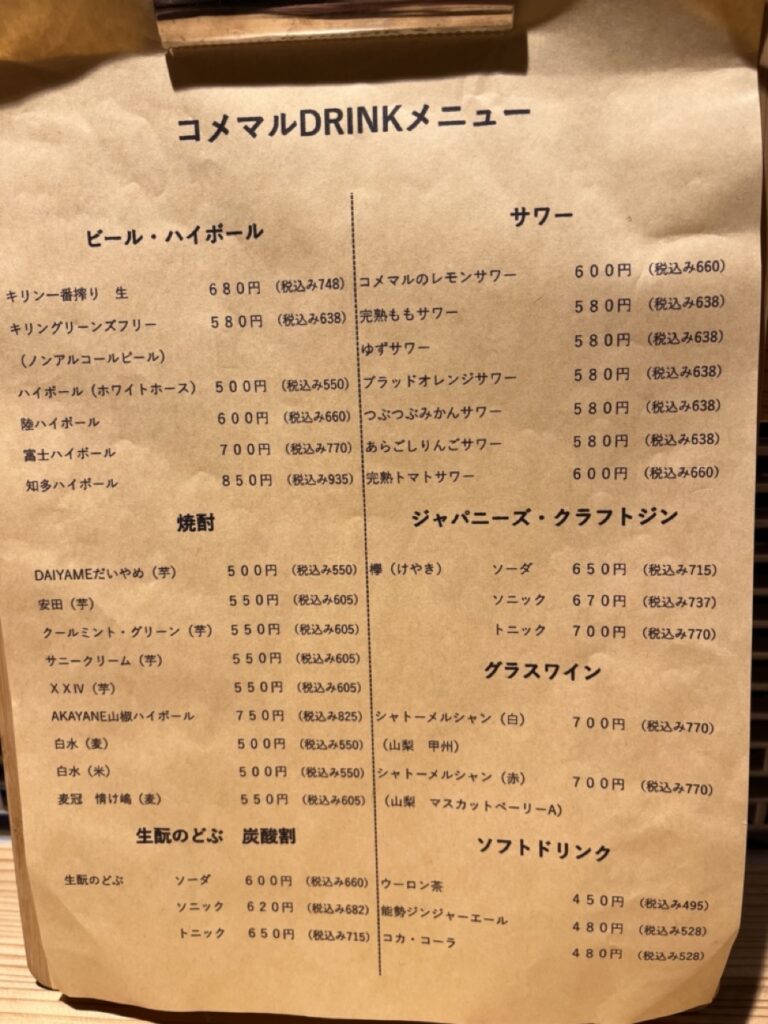 コメマルDRINKメニュー
ビール・ハイボール
キリン一番搾り 生 680円 (税込み748)
キリングリーンズフリー 580円 (税込み638)
(ノンアルコールビール)
ハイボール(ホワイトホース) 500円 (税込み550)
陸ハイボール 600円 (税込み660)
富士ハイボール 700円 (税込み770)
知多ハイボール 850円 (税込み935)
焼酎
DAIYAMEだいやめ(芋) 500円 (税込み550)
安田(芋) 550円 (税込み605)
クールミント・グリーン(芋) 550円 (税込み605)
サニークリーム(芋) 550円 (税込み605)
ⅩⅩⅣ(芋) 550円 (税込み605)
AKAYANE山椒ハイボール 750円 (税込み825)
白水(麦) 500円 (税込み550)
白水(米) 500円 (税込み550)
麦冠 情け嶋(麦) 550円 (税込み605)
生酛のどぶ 炭酸割
生酛のどぶ ソーダ 600円 (税込み660)
ソニック 620円 (税込み682)
トニック 650円 (税込み715)
サワー
コメマルのレモンサワー 600円 (税込み660)
完熟ももサワー 580円 (税込み638)
ゆずサワー 580円 (税込み638)
ブラッドオレンジサワー 580円 (税込み638)
つぶつぶみかんサワー 580円 (税込み638)
あらごしりんごサワー 580円 (税込み638)
完熟トマトサワー 600円 (税込み660)
ジャパニーズ・クラフトジン
欅(けやき) ソーダ 650円 (税込み715)
ソニック 670円 (税込み737)
トニック 700円 (税込み770)
グラスワイン
シャトーメルシャン(白) 700円 (税込み770)
(山梨 甲州)
シャトーメルシャン(赤) 700円 (税込み770)
(山梨 マスカットベーリーA)
ソフトドリンク
ウーロン茶 450円 (税込み495)
能勢ジンジャーエール 480円 (税込み528)
コカ・コーラ 480円 (税込み528)